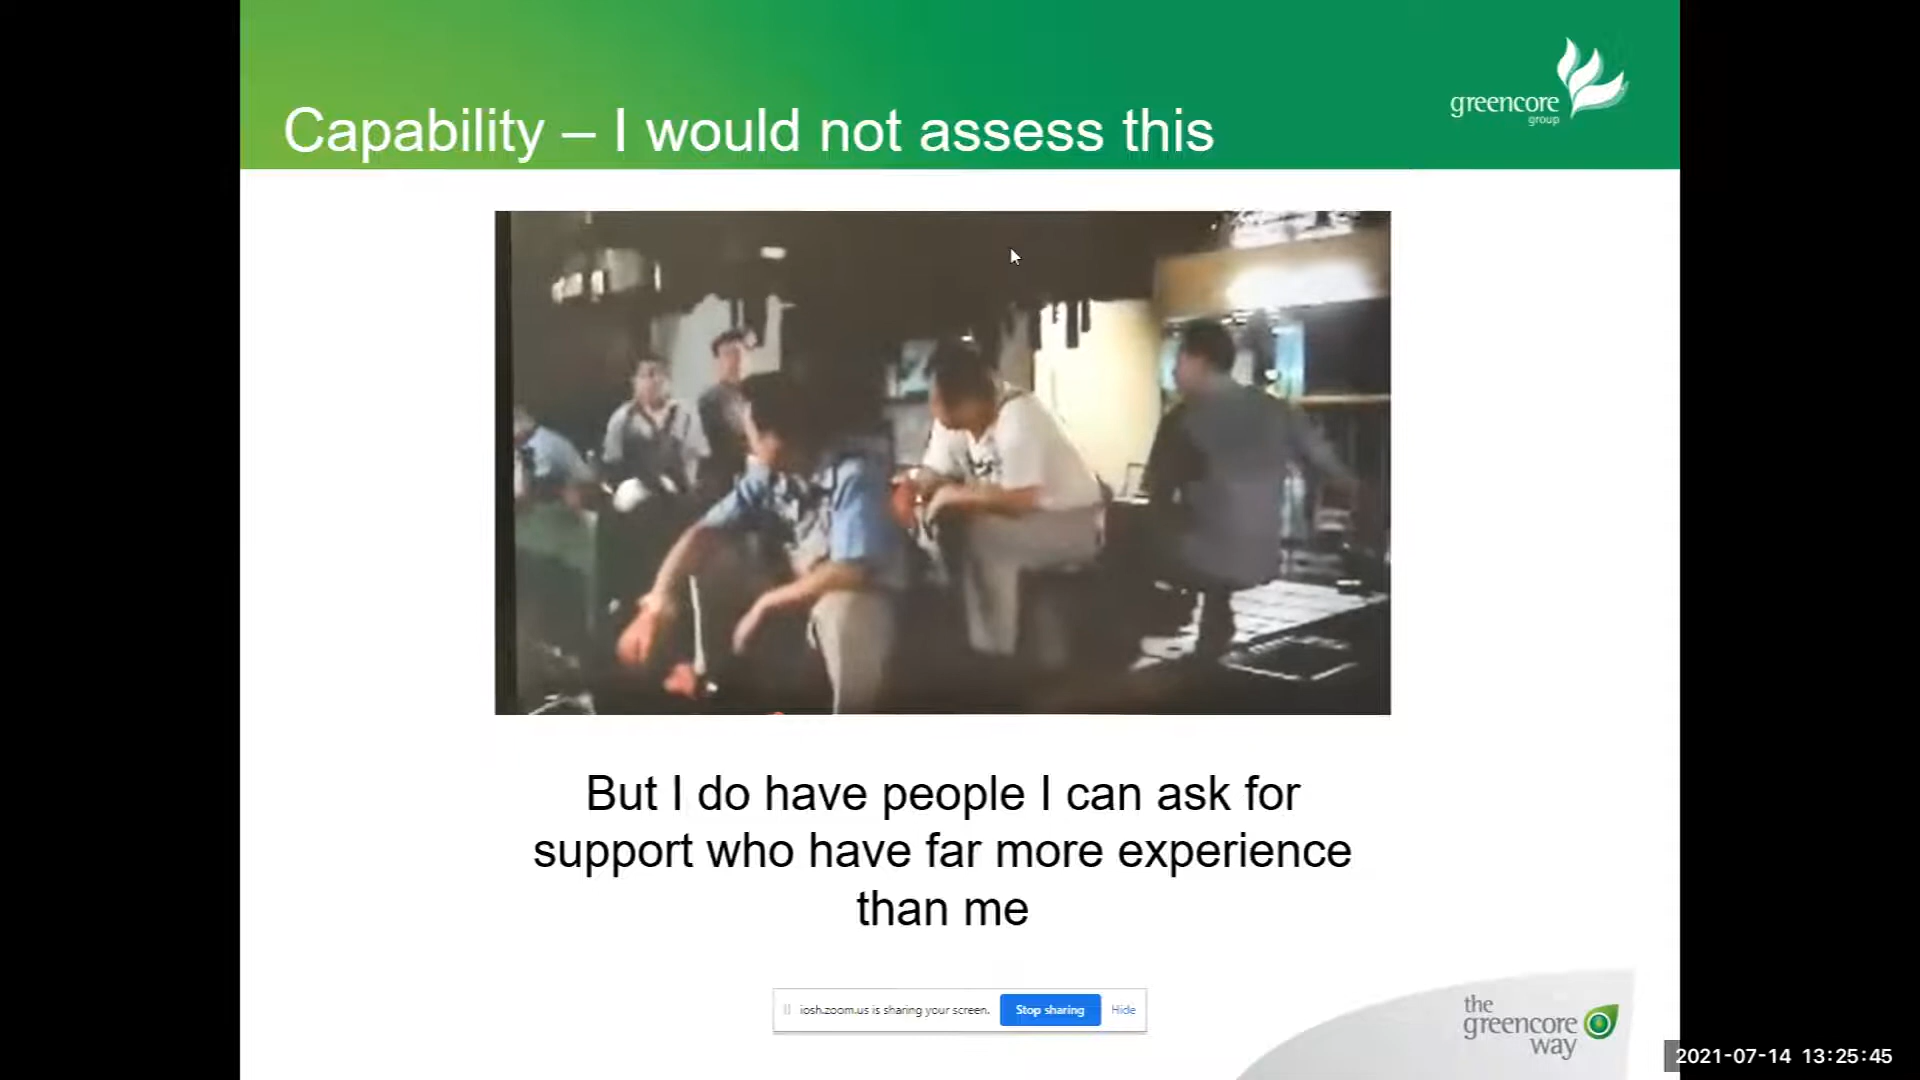 Capability – I would not assess this
greencore
group
But I do have people I can ask for
support who have far more experience
than me
iosh.zoom.us is sharing your screen.
Stop sharing
Hide
the
greencore
way
2021-07-14 13:25:45